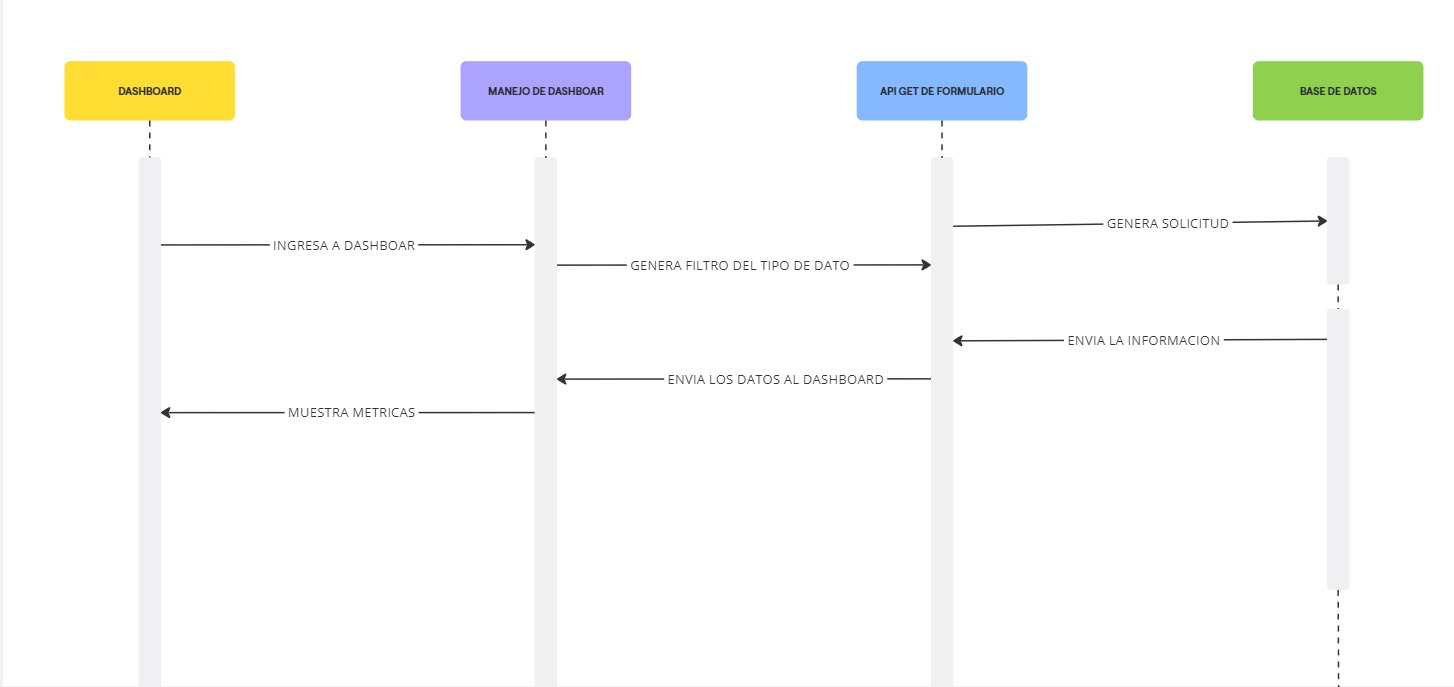 DASHBOARD
MANEJO DE DASHBOAR
API GET DE FORMULARIO
BASE DE DATOS
GENERA SOLICITUD
INGRESA A DASHBOAR
GENERA FILTRO DEL TIPO DE DATO
ENVIA LA INFORMACION
ENVIA LOS DATOS AL DASHBOARD
MUESTRA METRICAS